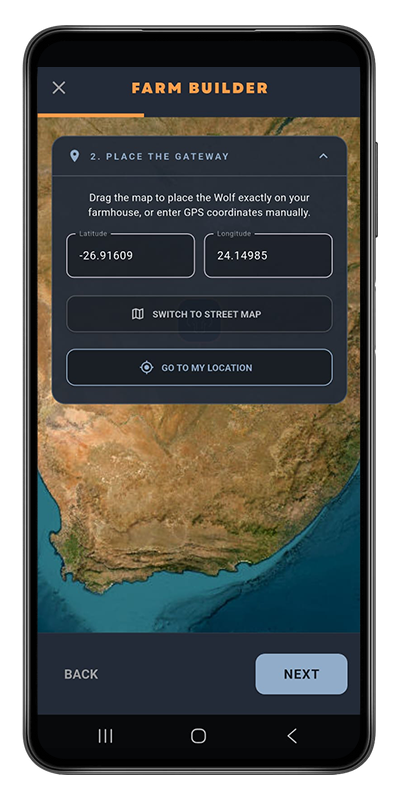 FARM BUILDER
2. PLACE THE GATEWAY
Drag the map to place the Wolf exactly on your
farmhouse, or enter GPS coordinates manually.
Latitude
Longitude
-26.91609
24.14985
SWITCH TO STREET MAP
GO TO MY LOCATION
BACK
NEXT